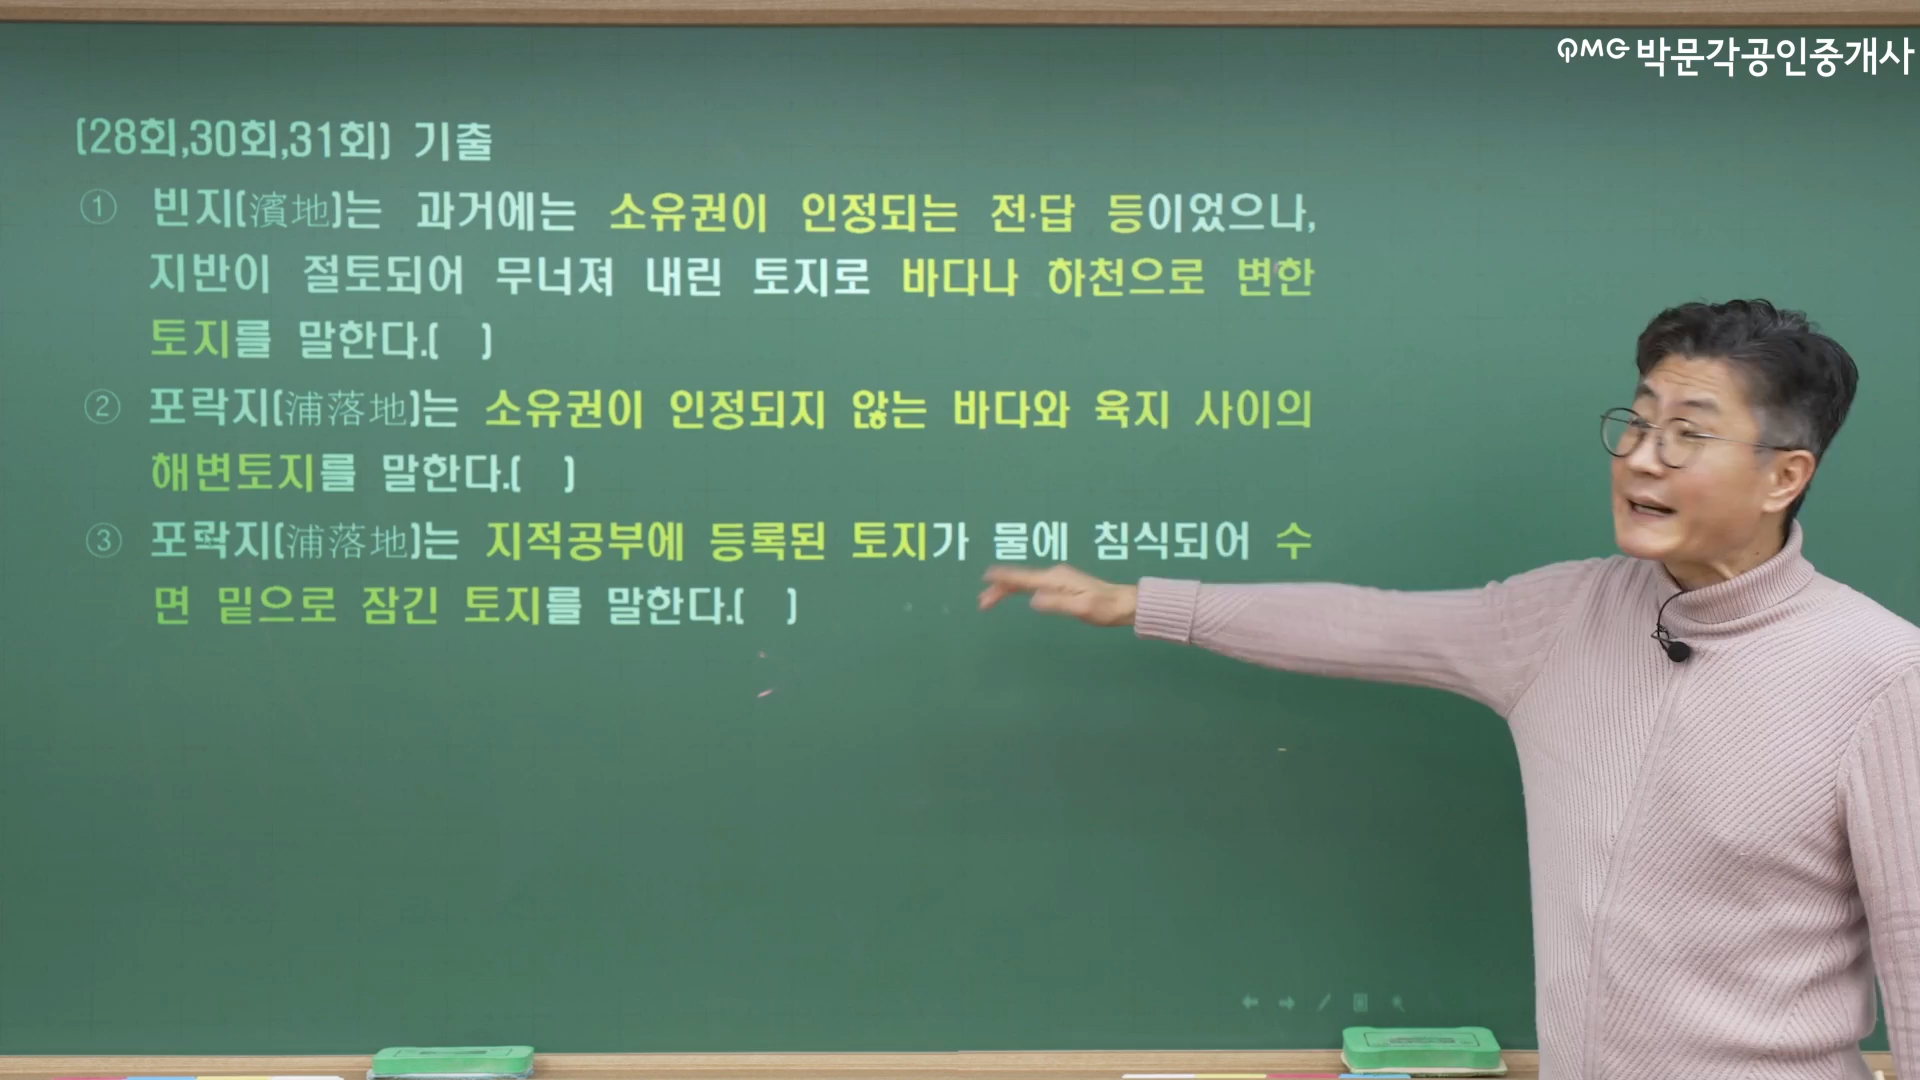 PMG 박문각공인중개사
(28회,30회,31회) 기출
① 빈지(濱地)는 과거에는 소유권이 인정되는 전·답 등이었으나,
지반이 절토되어 무너져 내린 토지로 바다나 하천으로 변한
토지를 말한다.( )
② 포락지(浦落地)는 소유권이 인정되지 않는 바다와 육지 사이의
해변토지를 말한다.( )
③ 포락지(浦落地)는 지적공부에 등록된 토지가 물에 침식되어 수
면 밑으로 잠긴 토지를 말한다.( )